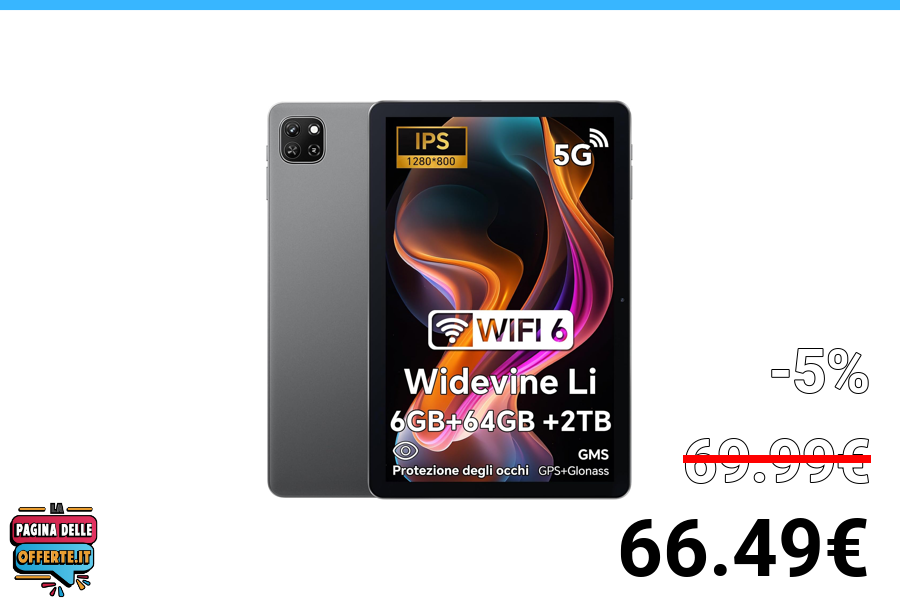 IPS
1280*800
5G
WIFI 6
Widevine Li
6GB+64GB +2TB
GMS
Protezione degli occhi GPS+Glonass
-5%
69.99€
66.49€
LA
PAGINA DELLE
OFFERTE.IT